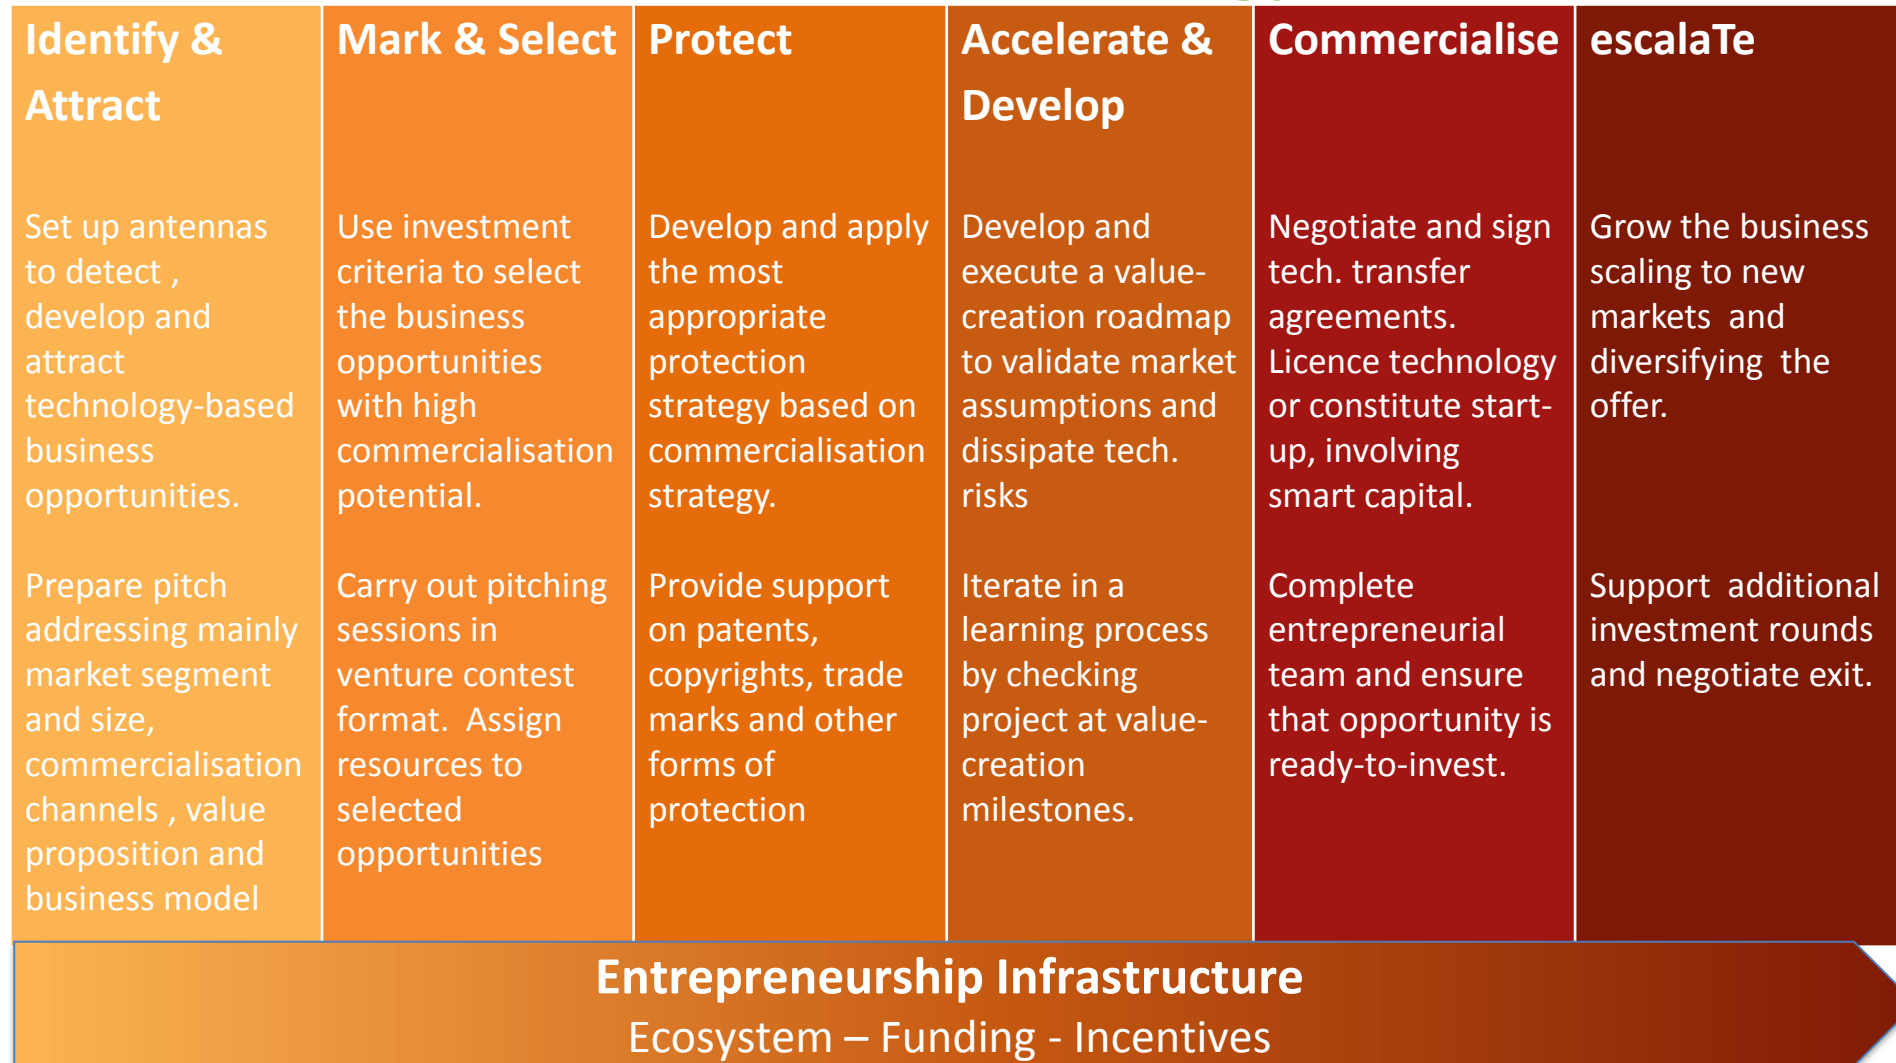 Identify &
Attract
Set up antennas
to detect ,
develop and
attract
technology-based
business
opportunities.
Prepare pitch
addressing mainly
market segment
and size,
commercialisation
channels , value
proposition and
business model
Mark & Select
Use investment
criteria to select
the business
opportunities
with high
commercialisation
potential.
Carry out pitching
sessions in
venture contest
format.  Assign
resources to
selected
opportunities
Protect
Develop and apply
the most
appropriate
protection
strategy based on
commercialisation
strategy.
Provide support
on patents,
copyrights, trade
marks and other
forms of
protection
Accelerate &
Develop
Develop and
execute a value-
creation roadmap
to validate market
assumptions and
dissipate tech.
risks
Iterate in a
learning process
by checking
project at value-
creation
milestones.
Commercialise
Negotiate and sign
tech. transfer
agreements.
Licence technology
or constitute start-
up, involving
smart capital.
Complete
entrepreneurial
team and ensure
that opportunity is
ready-to-invest.
escalaTe
Grow the business
scaling to new
markets  and
diversifying  the
offer.
Support  additional
investment rounds
and negotiate exit.
Entrepreneurship Infrastructure
Ecosystem – Funding - Incentives